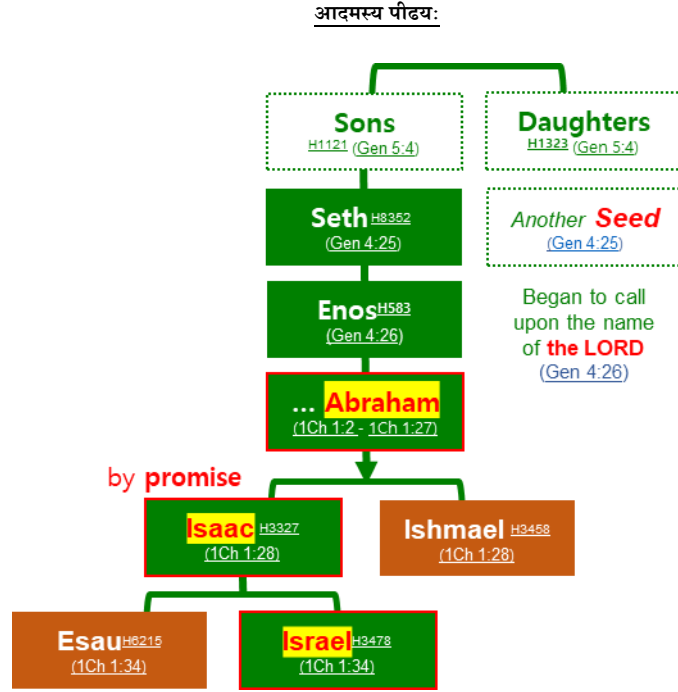 आदमस्य पीढयः
Sons
H1121 (Gen 5:4)
Daughters
H1323 (Gen 5:4)
Seth H8352
(Gen 4:25)
Another Seed
(Gen 4:25)
Enos H583
(Gen 4:26)
Began to call
upon the name
of the LORD
(Gen 4:26)
... Abraham
(1Ch 1:2 - 1Ch 1:27)
by promise
Isaac H3327
(1Ch 1:28)
Ishmael H3458
(1Ch 1:28)
Esau H6215
(1Ch 1:34)
Israel H3478
(1Ch 1:34)